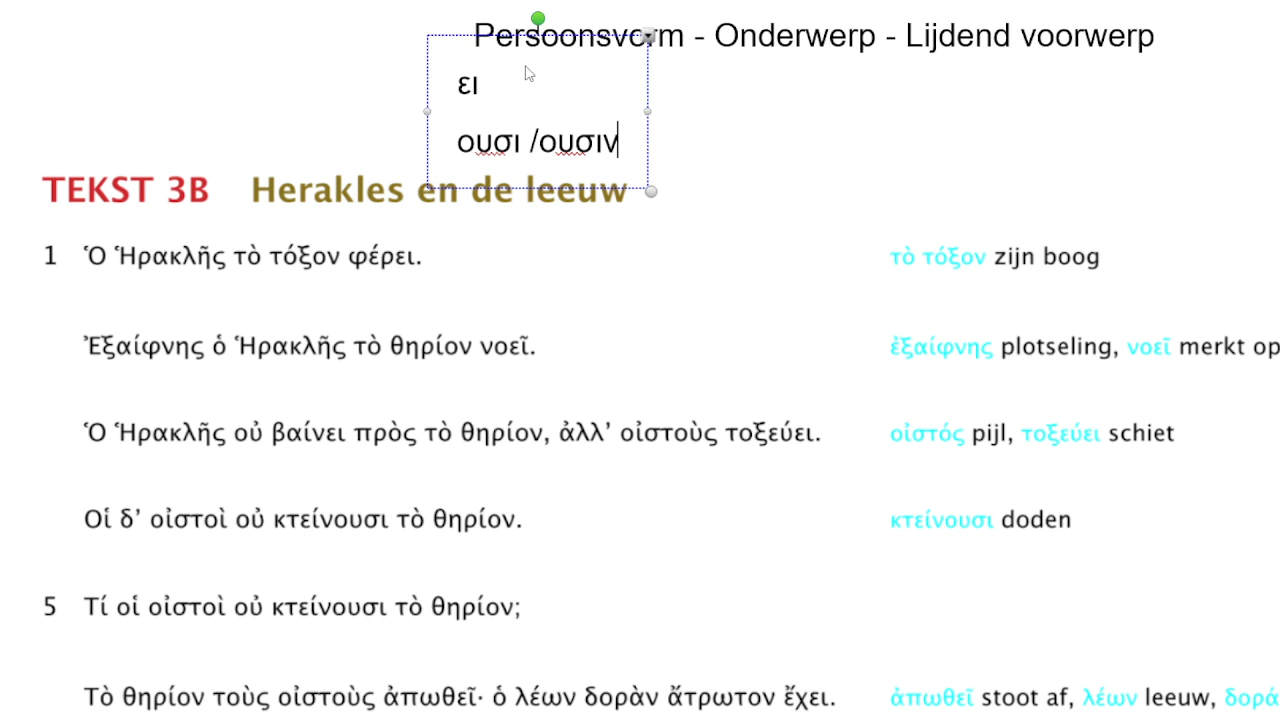 Persoonsvorm - Onderwerp - Lijdend voorwerp
ει
ουσι /ουσιν
TEKST 3B Herakles en de leeuw
1 Ὁ Ἡρακλῆς τὸ τόξον φέρει. τὸ τόξον zijn boog
Ἐξαίφνης ὁ Ἡρακλῆς τὸ θηρίον νοεῖ. ἐξαίφνης plotseling, νοεῖ merkt op
Ὁ Ἡρακλῆς οὐ βαίνει πρὸς τὸ θηρίον, ἀλλ’ οἰστοὺς τοξεύει. οἰστός pijl, τοξεύει schiet
Οἱ δ’ οἰστοὶ οὐ κτείνουσι τὸ θηρίον. κτείνουσι doden
5 Τί οἱ οἰστοὶ οὐ κτείνουσι τὸ θηρίον;
Τὸ θηρίον τοὺς οἰστοὺς ἀπωθεῖ· ὁ λέων δορὰν ἄτρωτον ἔχει. ἀπωθεῖ stoot af, λέων leeuw, δορά